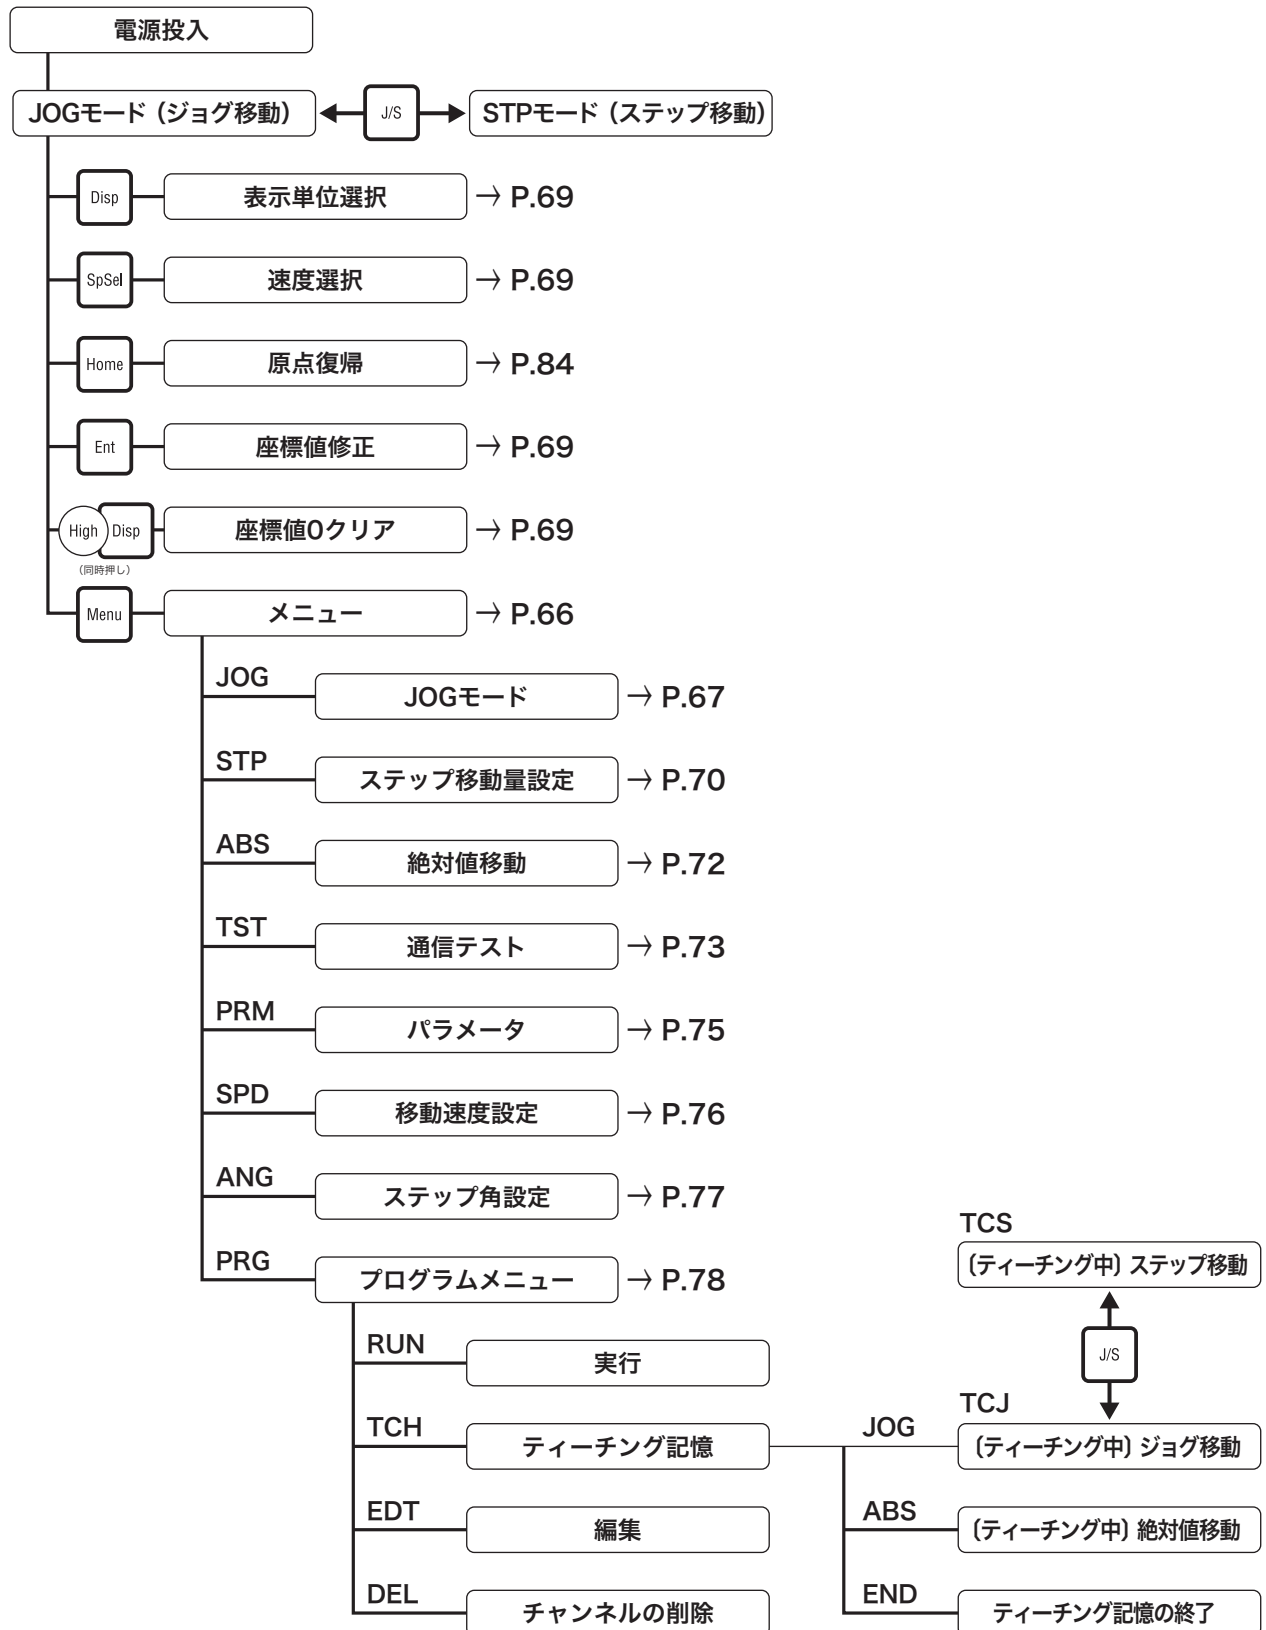 電源投入
JOGモード（ジョグ移動） J/S STPモード（ステップ移動）
Disp 表示単位選択 → P.69
SpSel 速度選択 → P.69
Home 原点復帰 → P.84
Ent 座標値修正 → P.69
High Disp 座標値0クリア → P.69
（同時押し）
Menu メニュー → P.66
JOG
JOGモード → P.67
STP
ステップ移動量設定 → P.70
ABS
絶対値移動 → P.72
TST
通信テスト → P.73
PRM
パラメータ → P.75
SPD
移動速度設定 → P.76
ANG
ステップ角設定 → P.77
PRG
プログラムメニュー → P.78
RUN
実行
TCH
ティーチング記憶
EDT
編集
DEL
チャンネルの削除
TCS
（ティーチング中）ステップ移動
J/S
TCJ
JOG
（ティーチング中）ジョグ移動
ABS
（ティーチング中）絶対値移動
END
ティーチング記憶の終了